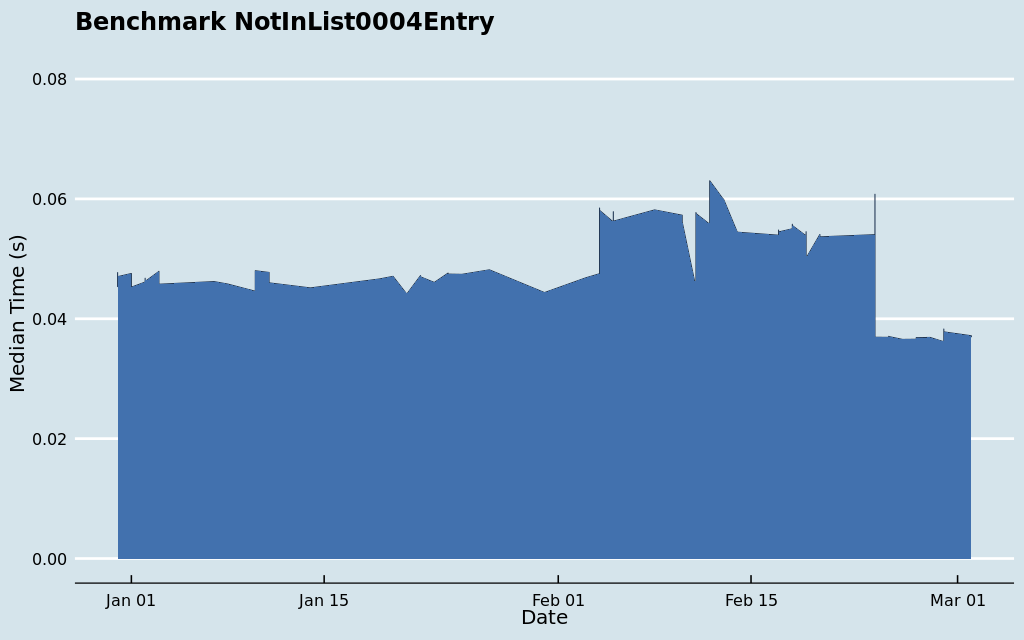 Benchmark NotInList0004Entry
Median Time (s)
0.08
0.06
0.04
0.02
0.00
Jan 01
Jan 15
Feb 01
Feb 15
Mar 01
Date